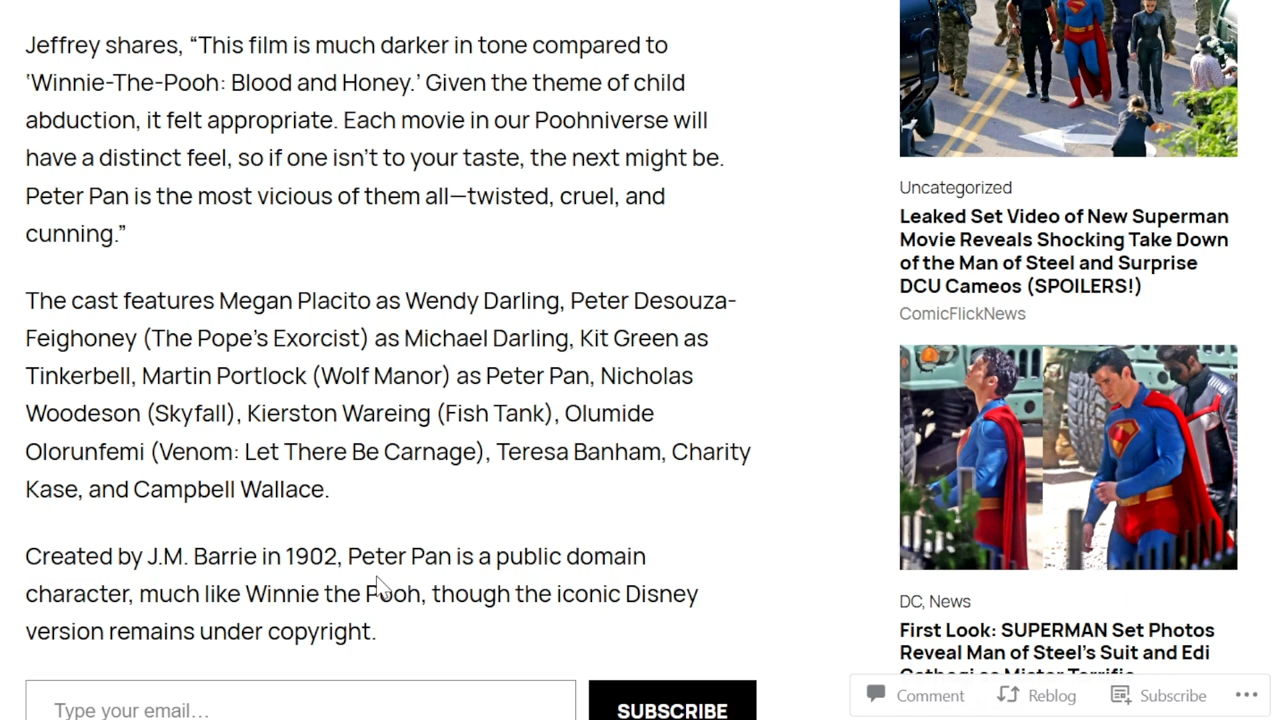 Jeffrey shares, “This film is much darker in tone compared to
‘Winnie-The-Pooh: Blood and Honey.’ Given the theme of child
abduction, it felt appropriate. Each movie in our Poohniverse will
have a distinct feel, so if one isn’t to your taste, the next might be.
Peter Pan is the most vicious of them all—twisted, cruel, and
cunning.”
The cast features Megan Placito as Wendy Darling, Peter Desouza-
Feighoney (The Pope’s Exorcist) as Michael Darling, Kit Green as
Tinkerbell, Martin Portlock (Wolf Manor) as Peter Pan, Nicholas
Woodeson (Skyfall), Kierston Wareing (Fish Tank), Olumide
Olorunfemi (Venom: Let There Be Carnage), Teresa Banham, Charity
Kase, and Campbell Wallace.
Created by J.M. Barrie in 1902, Peter Pan is a public domain
character, much like Winnie the Pooh, though the iconic Disney
version remains under copyright.
Type your email…
SUBSCRIBE
Uncategorized
Leaked Set Video of New Superman
Movie Reveals Shocking Take Down
of the Man of Steel and Surprise
DCU Cameos (SPOILERS!)
ComicFlickNews
DC, News
First Look: SUPERMAN Set Photos
Reveal Man of Steel’s Suit and Edi
Gathegi as Mister Terrific
Comment
Reblog
Subscribe